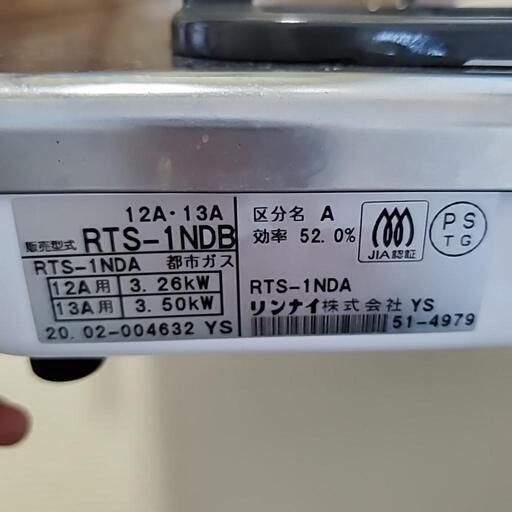 12A・13A
販売型式 RTS-1NDB
RTS-1NDA 都市ガス
12A用 3.26kW
13A用 3.50kW
20.02-004632 YS
区分名 A
効率 52.0%
JIA認証
PS
TG
RTS-1NDA
リンナイ株式会社 YS
51-4979